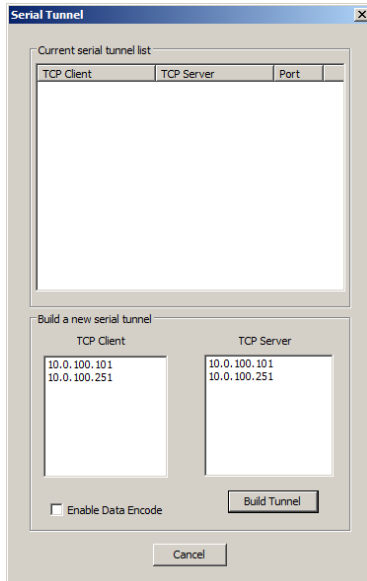 Serial Tunnel
Current serial tunnel list
TCP Client TCP Server Port
Build a new serial tunnel
TCP Client TCP Server
10.0.100.101 10.0.100.101
10.0.100.251 10.0.100.251
Enable Data Encode Build Tunnel
Cancel